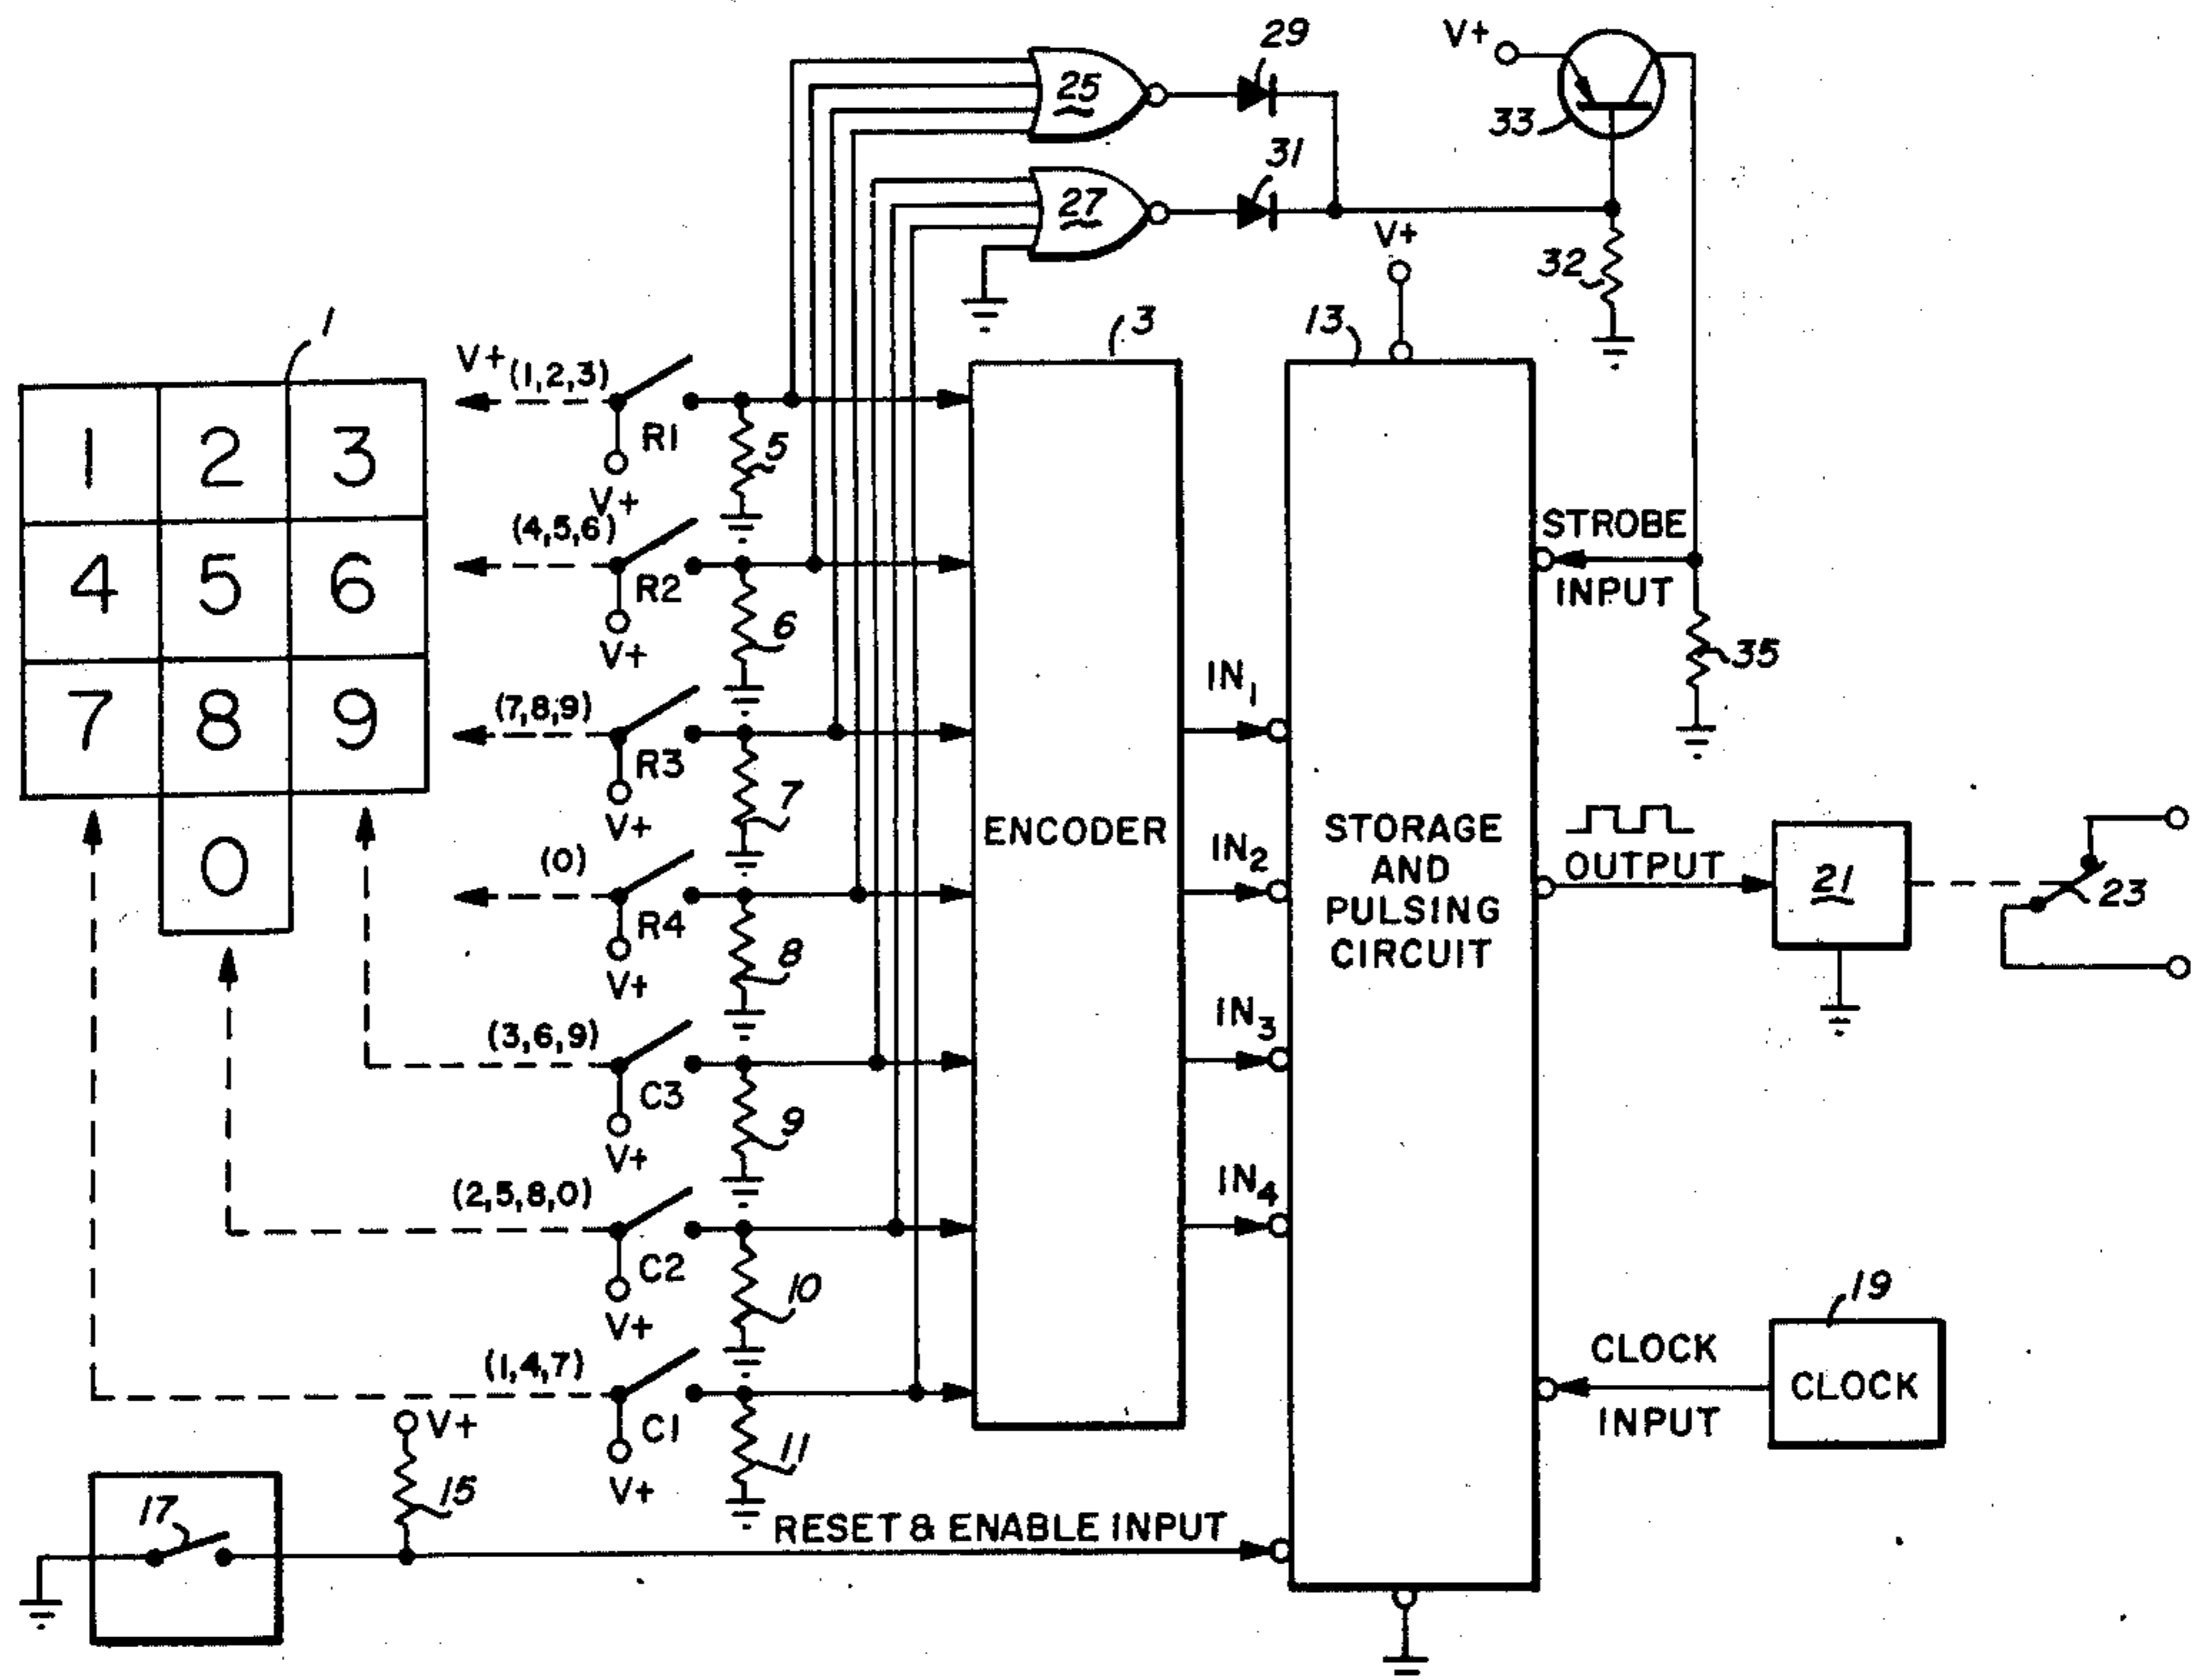 29
V+
25
33
31
27
V+
32
1
3
13
V+ (1,2,3)
1 2 3
R1
5
V+
(4,5,6)
STROBE
INPUT
4 5 6
R2
6
V+
35
IN1
7 8 9
(7,8,9)
R3
7
V+
ENCODER
STORAGE
AND
PULSING
CIRCUIT
IN2
OUTPUT
21
23
0
(0)
R4
8
V+
IN3
(3,6,9)
C3
9
V+
IN4
(2,5,8,0)
C2
10
V+
19
CLOCK
INPUT
CLOCK
(1,4,7)
C1
11
V+
V+
15
17
RESET & ENABLE INPUT